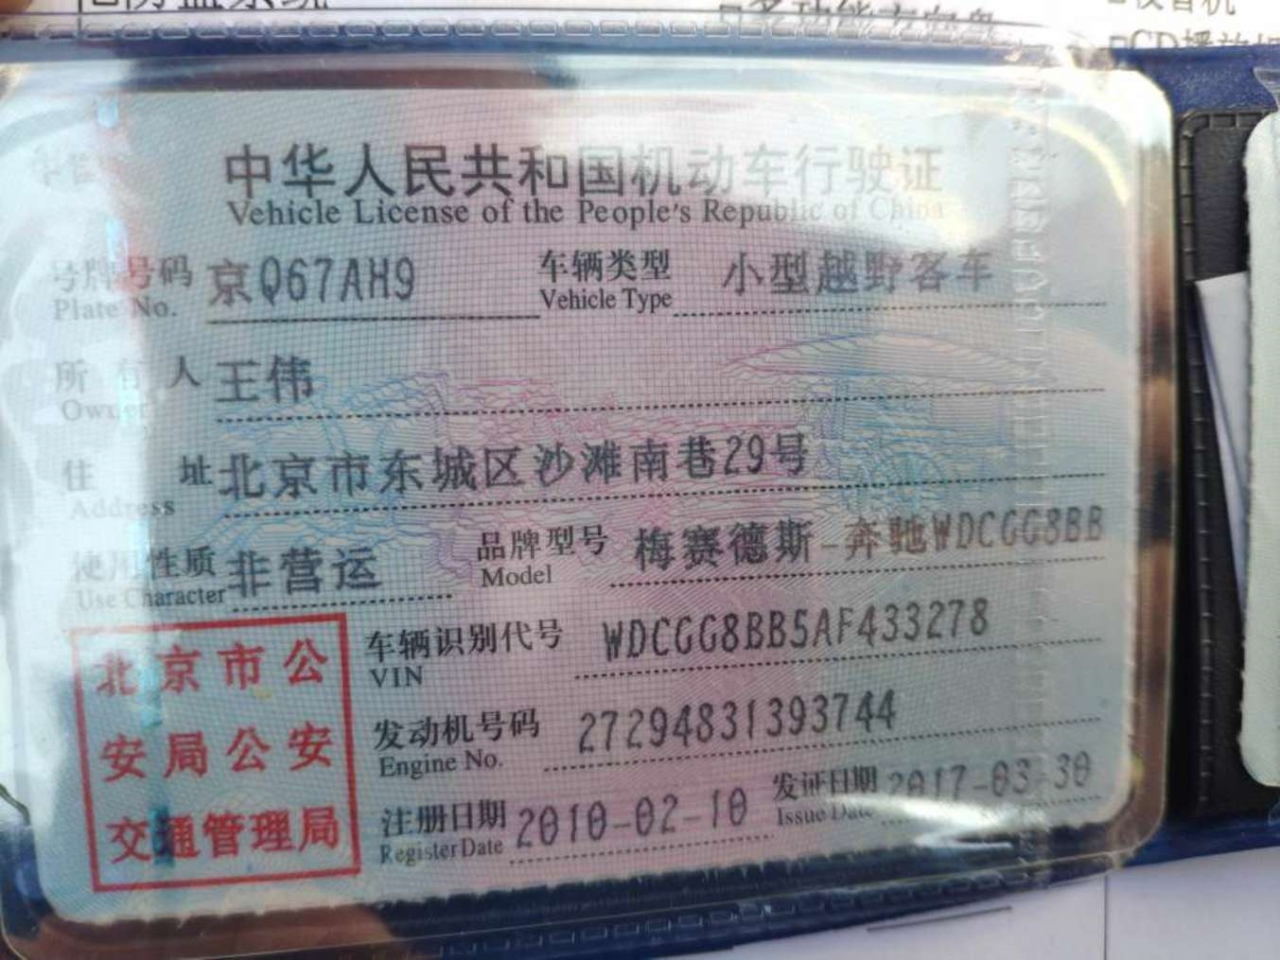 中华人民共和国机动车行驶证
Vehicle License of the People's Republic of China
号牌号码 京Q67AH9 车辆类型 小型越野客车
Plate No. Vehicle Type
所有人 王伟
Owner
住址 北京市东城区沙滩南巷29号
Address
使用性质 非营运 品牌型号 梅赛德斯-奔驰WDCGG8BB
Use Character Model
北京市公
安局公安
交通管理局
车辆识别代号 WDCGG8BB5AF433278
VIN
发动机号码 27294831393744
Engine No.
注册日期 2010-02-10 发证日期 2017-03-30
Register Date Issue Date